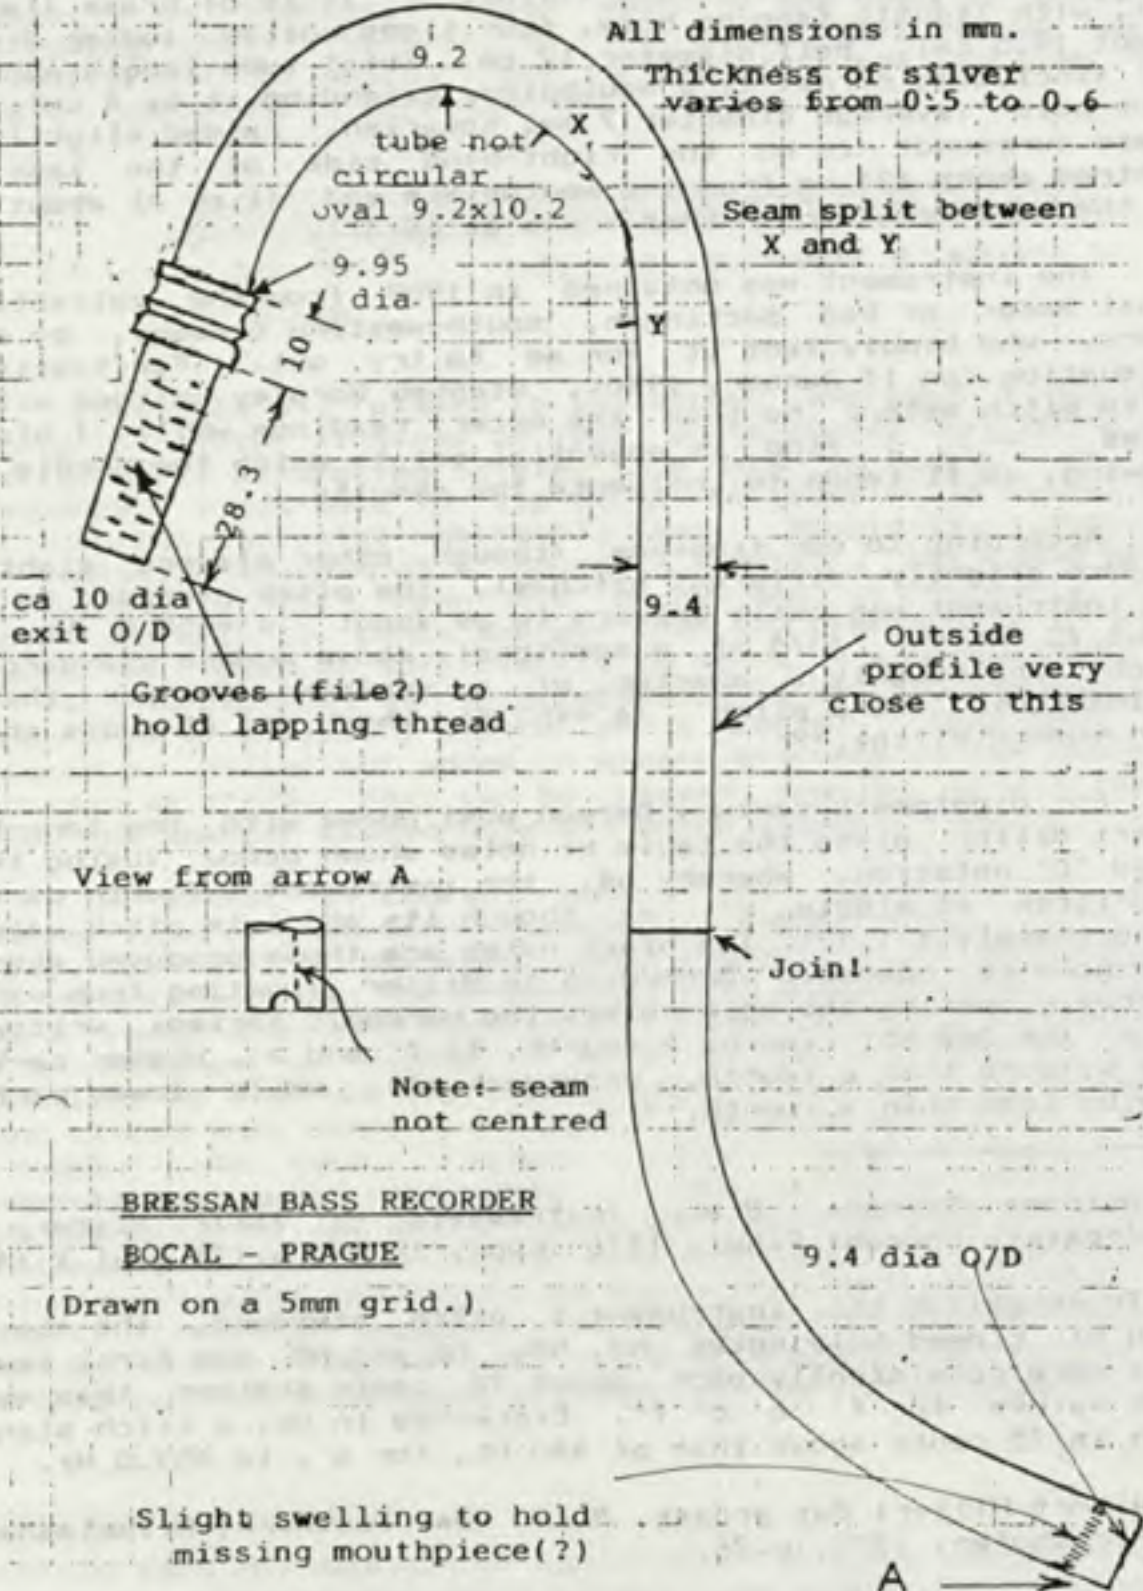 All dimensions in mm.
Thickness of silver
varies from 0.5 to 0.6
9.2
X
tube not
circular
oval 9.2x10.2
Seam split between
X and Y
9.95
dia
Y
10
28.3
ca 10 dia
exit O/D
9.4
Outside
profile very
close to this
Grooves (file?) to
hold lapping thread
View from arrow A
Join!
Note: seam
not centred
BRESSAN BASS RECORDER
BOCAL - PRAGUE
(Drawn on a 5mm grid.)
9.4 dia O/D
Slight swelling to hold
missing mouthpiece(?)
A